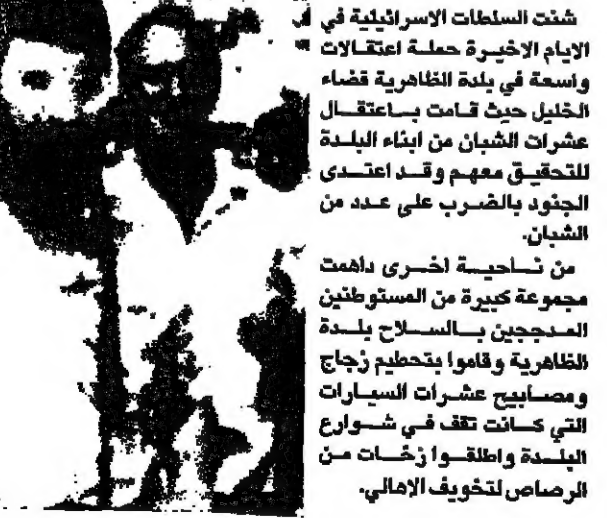 شنت السلطات الاسرائيلية في
الايام الاخيرة حملة اعتقالات
واسعة في بلدة الظاهرية قضاء
الخليل حيث قامت باعتقال
عشرات الشبان من ابناء البلدة
للتحقيق معهم وقد اعتدى
الجنود بالضرب على عدد من
الشبان.
من ناحية اخرى داهمت
مجموعة كبيرة من المستوطنين
المدججين بالسلاح بلدة
الظاهرية وقاموا بتحطيم زجاج
ومصابيح عشرات السيارات
التي كانت تقف في شوارع
البلدة واطلقوا زخات من
الرصاص لتخويف الاهالي.